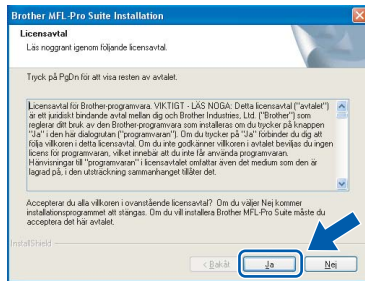 Brother MFL-Pro Suite Installation
Licensavtal
Läs noggrant igenom följande licensavtal.
Tryck på PgDn för att visa resten av avtalet.
Licensavtal för Brother-programvara. VIKTIGT - LÄS NOGA: Detta licensavtal ("avtalet")
är ett juridiskt bindande avtal mellan dig och Brother Industries, Ltd. ("Brother") som
reglerar ditt bruk av den Brother-programvara som installeras om du trycker på knappen
"Ja" i den här dialogrutan ("programvaran"). Om du trycker på "Ja" förbinder du dig att
följa villkoren i detta avtal. Om du inte godkänner villkoren i avtalet beviljas du ingen
licens för programvaran, vilket innebär att du inte får använda programvaran.
Hänvisningar till "programvaran" i licensavtalet omfattar även det medium som den är
lagrad på, i den utsträckning sammanhanget tillåter det.
Accepterar du alla villkoren i ovanstående licensavtal? Om du väljer Nej kommer
installationsprogrammet att stängas. Om du vill installera Brother MFL-Pro Suite måste du
acceptera det här avtalet.
InstallShield
< Bakåt
Ja
Nej